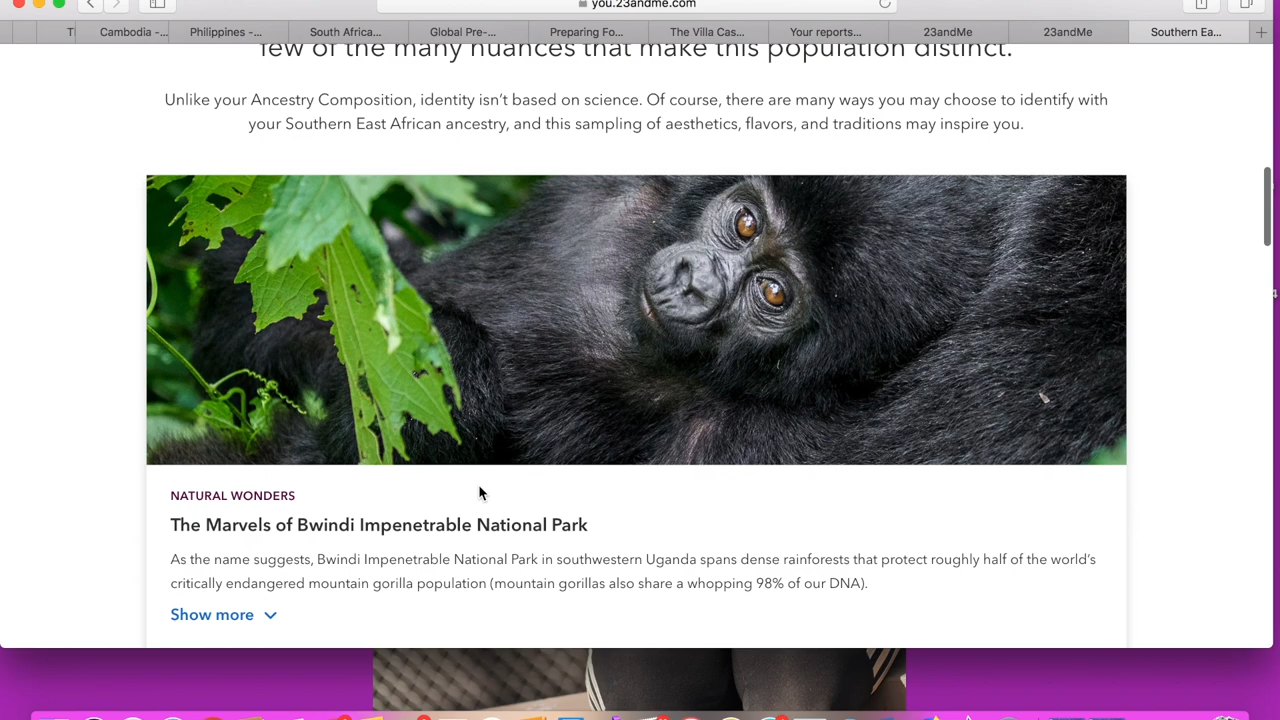 you.23andme.com
Cambodia -...
Philippines -...
South Africa...
Global Pre-...
Preparing Fo...
The Villa Cas...
Your reports...
23andMe
23andMe
Southern Ea...
few of the many nuances that make this population distinct.
Unlike your Ancestry Composition, identity isn't based on science. Of course, there are many ways you may choose to identify with
your Southern East African ancestry, and this sampling of aesthetics, flavors, and traditions may inspire you.
NATURAL WONDERS
The Marvels of Bwindi Impenetrable National Park
As the name suggests, Bwindi Impenetrable National Park in southwestern Uganda spans dense rainforests that protect roughly half of the world's
critically endangered mountain gorilla population (mountain gorillas also share a whopping 98% of our DNA).
Show more